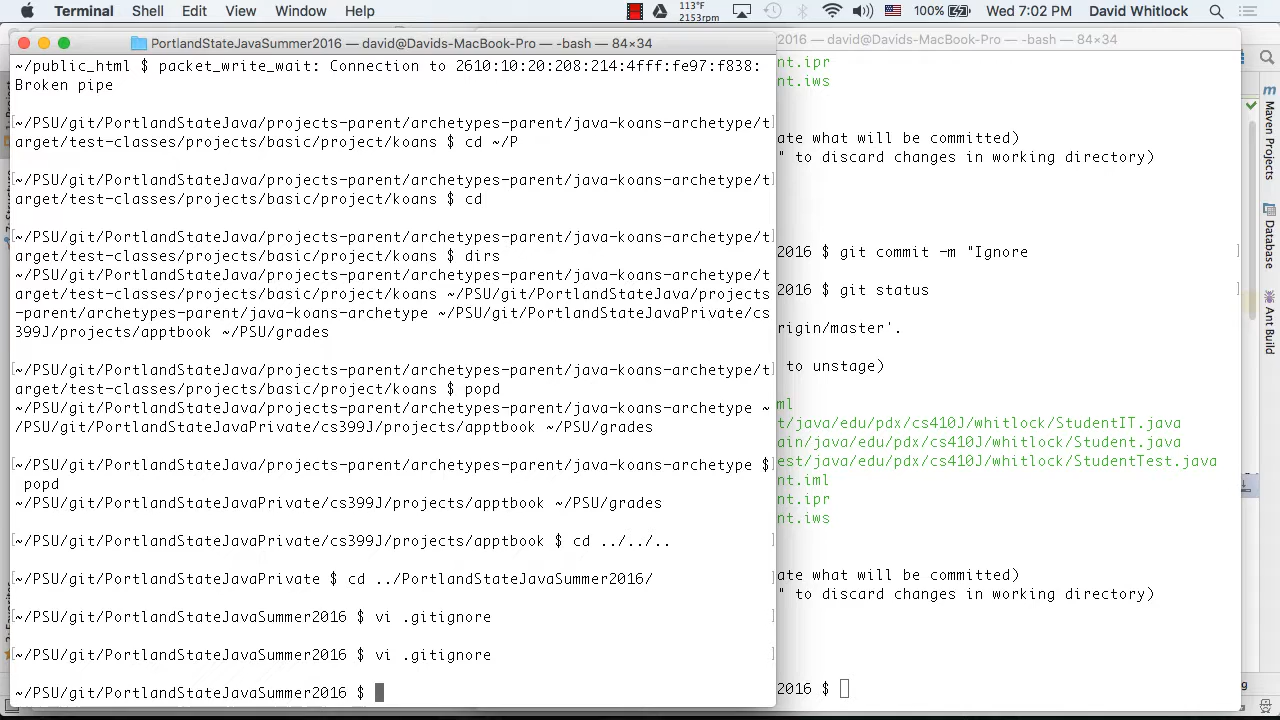 Terminal Shell Edit View Window Help 113°F 2153rpm 100% Wed 7:02 PM David Whitlock
PortlandStateJavaSummer2016 — david@Davids-MacBook-Pro — -bash — 84×34
~/public_html $ packet_write_wait: Connection to 2610:10:20:208:214:4fff:fe97:f838:
Broken pipe
~/PSU/git/PortlandStateJava/projects-parent/archetypes-parent/java-koans-archetype/t
arget/test-classes/projects/basic/project/koans $ cd ~/P
~/PSU/git/PortlandStateJava/projects-parent/archetypes-parent/java-koans-archetype/t
arget/test-classes/projects/basic/project/koans $ cd
~/PSU/git/PortlandStateJava/projects-parent/archetypes-parent/java-koans-archetype/t
arget/test-classes/projects/basic/project/koans $ dirs
~/PSU/git/PortlandStateJava/projects-parent/archetypes-parent/java-koans-archetype/t
arget/test-classes/projects/basic/project/koans ~/PSU/git/PortlandStateJava/projects
-parent/archetypes-parent/java-koans-archetype ~/PSU/git/PortlandStateJavaPrivate/cs
399J/projects/apptbook ~/PSU/grades
~/PSU/git/PortlandStateJava/projects-parent/archetypes-parent/java-koans-archetype/t
arget/test-classes/projects/basic/project/koans $ popd
~/PSU/git/PortlandStateJava/projects-parent/archetypes-parent/java-koans-archetype ~
/PSU/git/PortlandStateJavaPrivate/cs399J/projects/apptbook ~/PSU/grades
~/PSU/git/PortlandStateJava/projects-parent/archetypes-parent/java-koans-archetype $
popd
~/PSU/git/PortlandStateJavaPrivate/cs399J/projects/apptbook ~/PSU/grades
~/PSU/git/PortlandStateJavaPrivate/cs399J/projects/apptbook $ cd ../../..
~/PSU/git/PortlandStateJavaPrivate $ cd ../PortlandStateJavaSummer2016/
~/PSU/git/PortlandStateJavaSummer2016 $ vi .gitignore
~/PSU/git/PortlandStateJavaSummer2016 $ vi .gitignore
~/PSU/git/PortlandStateJavaSummer2016 $
2016 — david@Davids-MacBook-Pro — -bash — 84×34
nt.ipr
nt.iws
ate what will be committed)
" to discard changes in working directory)
2016 $ git commit -m "Ignore
2016 $ git status
rigin/master'.
to unstage)
ml
t/java/edu/pdx/cs410J/whitlock/StudentIT.java
ain/java/edu/pdx/cs410J/whitlock/Student.java
est/java/edu/pdx/cs410J/whitlock/StudentTest.java
nt.iml
nt.ipr
nt.iws
ate what will be committed)
" to discard changes in working directory)
2016 $
Maven Projects
Database
Ant Build